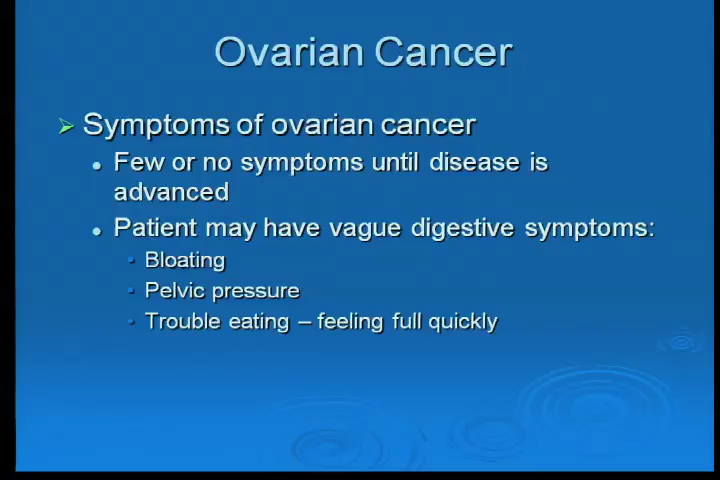 Ovarian Cancer
Symptoms of ovarian cancer
Few or no symptoms until disease is
advanced
Patient may have vague digestive symptoms:
Bloating
Pelvic pressure
Trouble eating – feeling full quickly